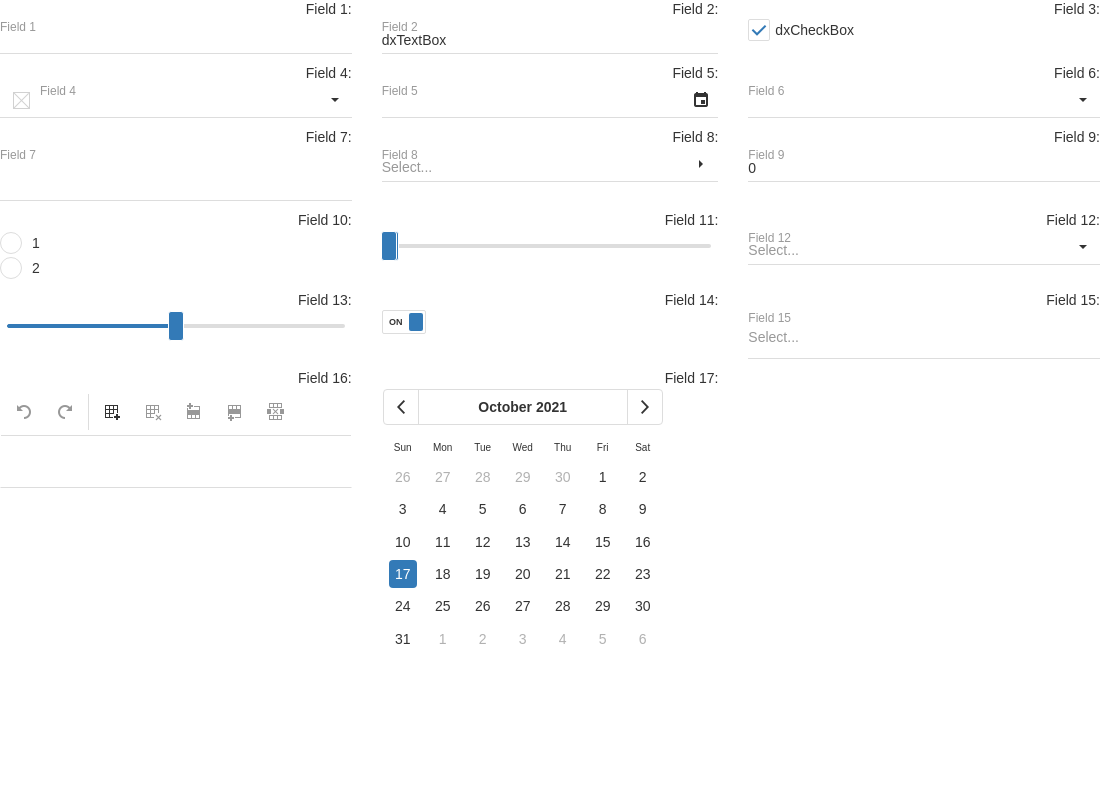 Field 1:
Field 1
Field 2:
Field 2
dxTextBox
Field 3:
dxCheckBox
Field 4:
Field 4
Field 5:
Field 5
Field 6:
Field 6
Field 7:
Field 7
Field 8:
Field 8
Select...
Field 9:
Field 9
0
Field 10:
1
2
Field 11:
Field 12:
Field 12
Select...
Field 13:
Field 14:
ON
Field 15:
Field 15
Select...
Field 16:
Field 17:
October 2021
Sun Mon Tue Wed Thu Fri Sat
26 27 28 29 30 1 2
3 4 5 6 7 8 9
10 11 12 13 14 15 16
17 18 19 20 21 22 23
24 25 26 27 28 29 30
31 1 2 3 4 5 6